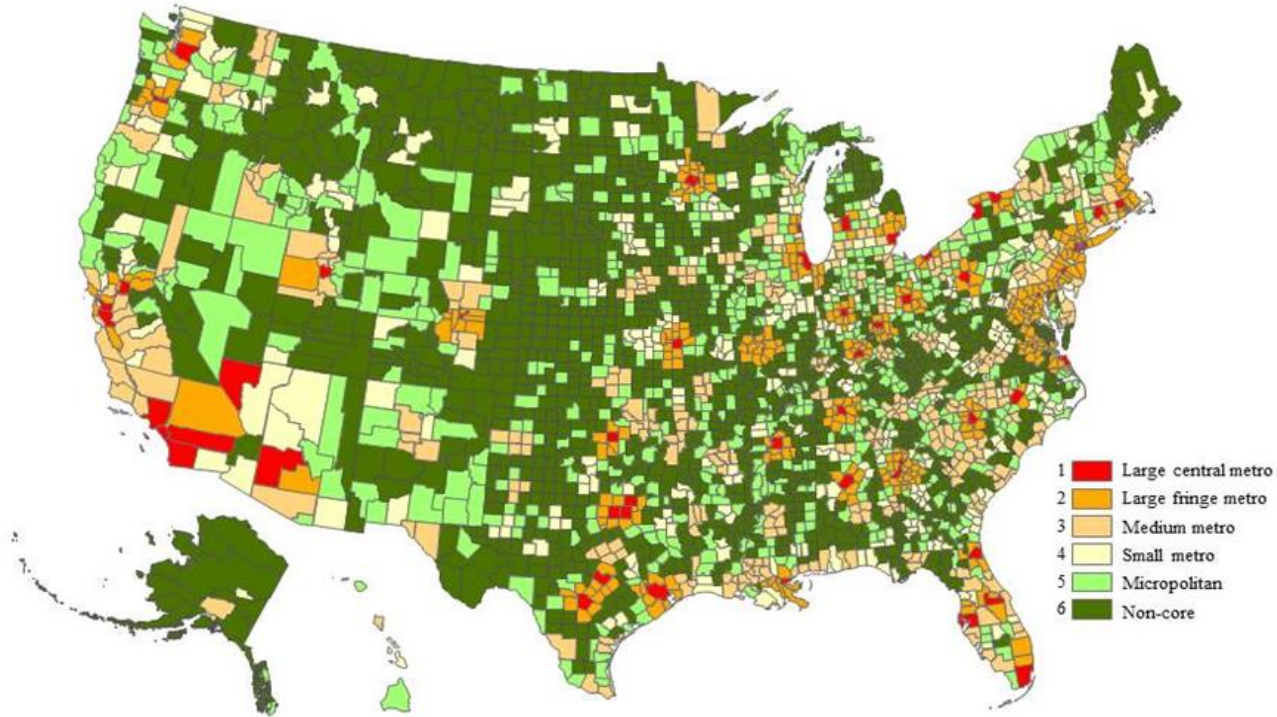 1 Large central metro
2 Large fringe metro
3 Medium metro
4 Small metro
5 Micropolitan
6 Non-core